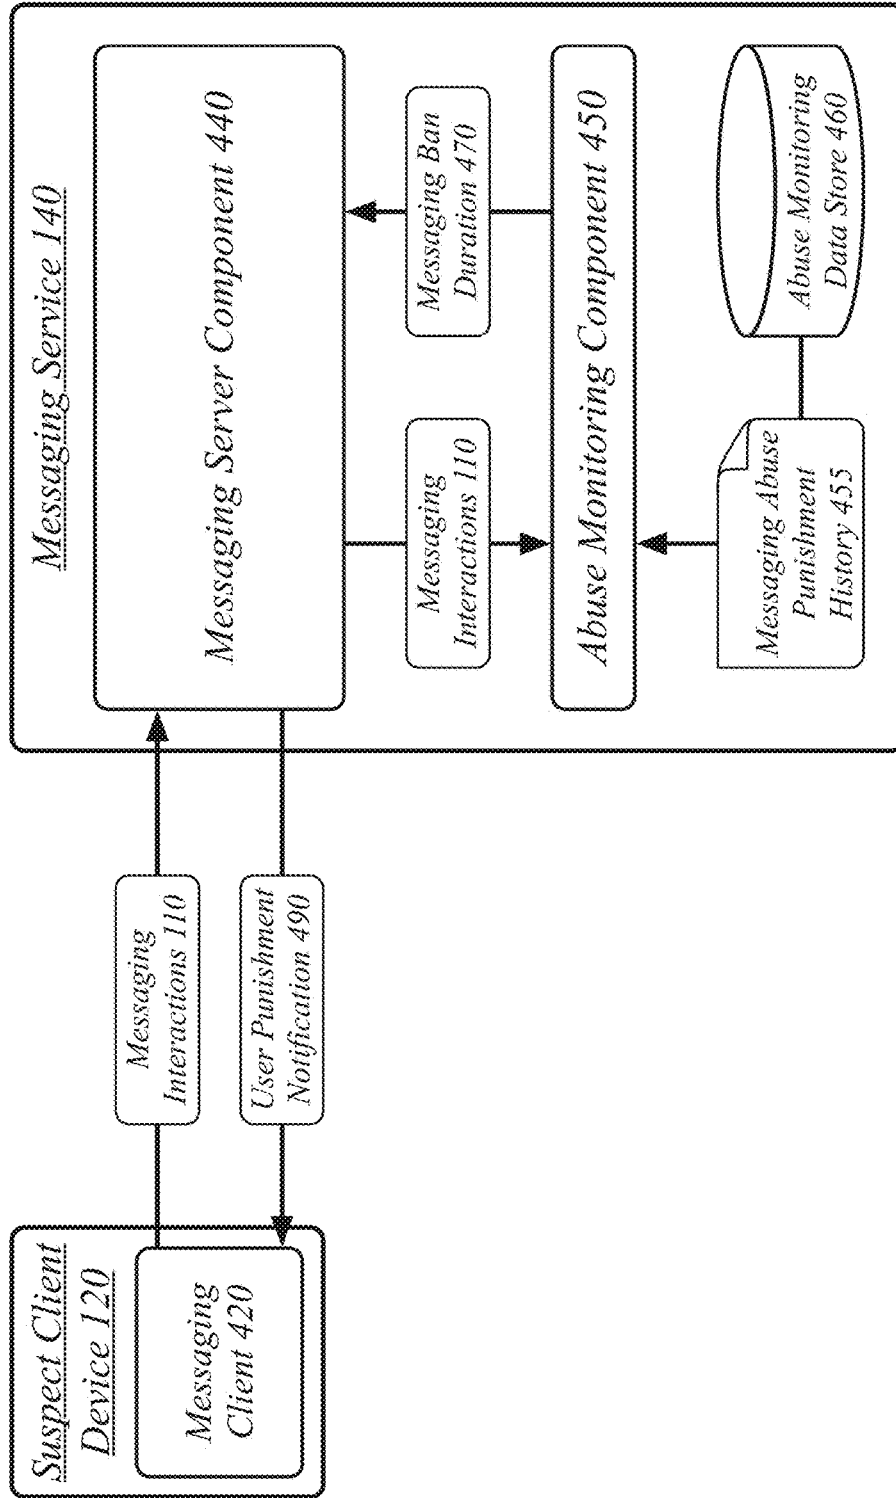 Suspect Client
Device 120
Messaging
Client 420
Messaging
Interactions 110
User Punishment
Notification 490
Messaging Service 140
Messaging Server Component 440
Messaging
Interactions 110
Messaging Ban
Duration 470
Abuse Monitoring Component 450
Messaging Abuse
Punishment
History 455
Abuse Monitoring
Data Store 460